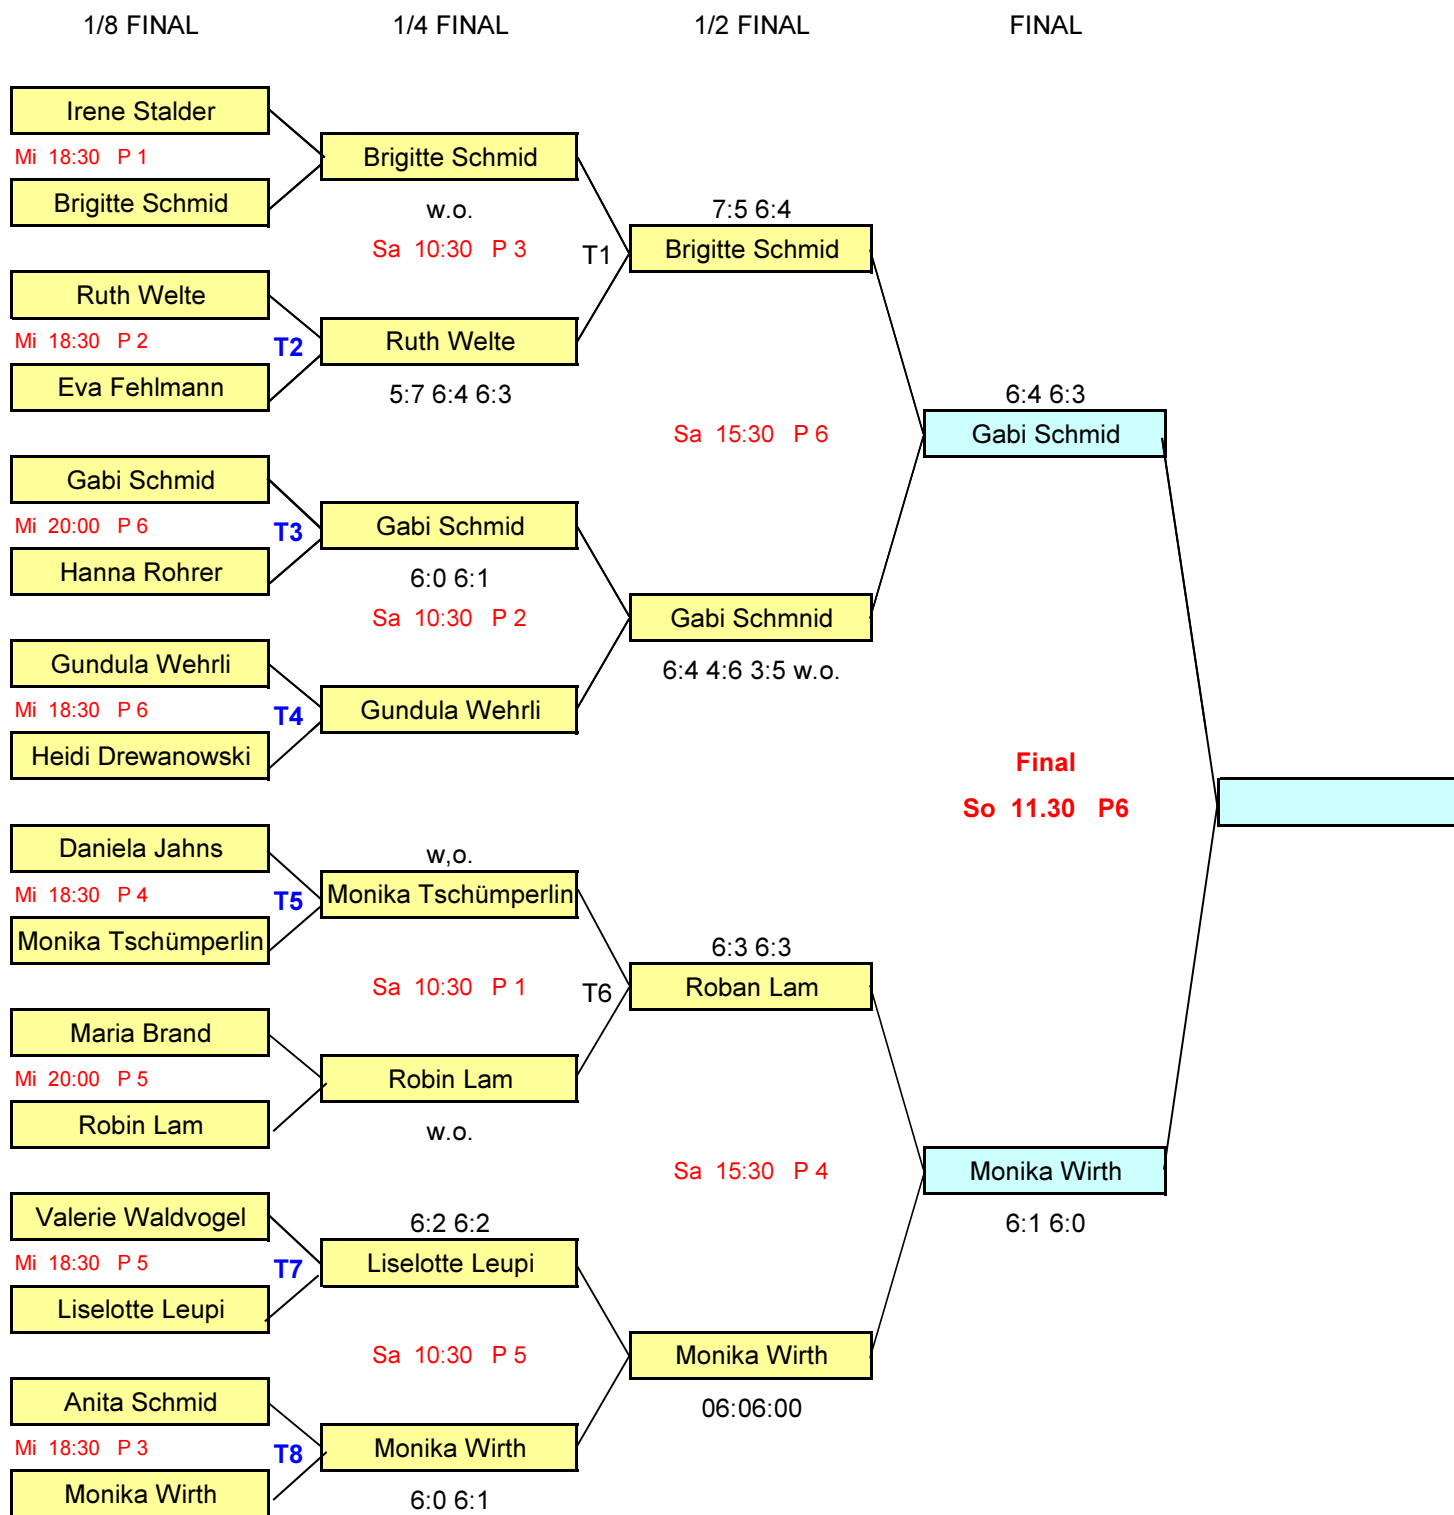 1/8 FINAL 1/4 FINAL 1/2 FINAL FINAL
Irene Stalder
Mi 18:30 P 1
Brigitte Schmid
Brigitte Schmid
w.o.
Sa 10:30 P 3 T1
7:5 6:4
Brigitte Schmid
Ruth Welte
Mi 18:30 P 2 T2
Eva Fehlmann
Ruth Welte
5:7 6:4 6:3
Sa 15:30 P 6
6:4 6:3
Gabi Schmid
Gabi Schmid
Mi 20:00 P 6 T3
Hanna Rohrer
Gabi Schmid
6:0 6:1
Sa 10:30 P 2
Gabi Schmnid
6:4 4:6 3:5 w.o.
Gundula Wehrli
Mi 18:30 P 6 T4
Heidi Drewanowski
Gundula Wehrli
Final
So 11.30 P6
Daniela Jahns
Mi 18:30 P 4 T5
Monika Tschümperlin
w,o.
Monika Tschümperlin
Sa 10:30 P 1 T6
6:3 6:3
Roban Lam
Maria Brand
Mi 20:00 P 5
Robin Lam
Robin Lam
w.o.
Sa 15:30 P 4
Monika Wirth
6:1 6:0
Valerie Waldvogel
Mi 18:30 P 5 T7
Liselotte Leupi
6:2 6:2
Liselotte Leupi
Sa 10:30 P 5
Monika Wirth
06:06:00
Anita Schmid
Mi 18:30 P 3 T8
Monika Wirth
Monika Wirth
6:0 6:1